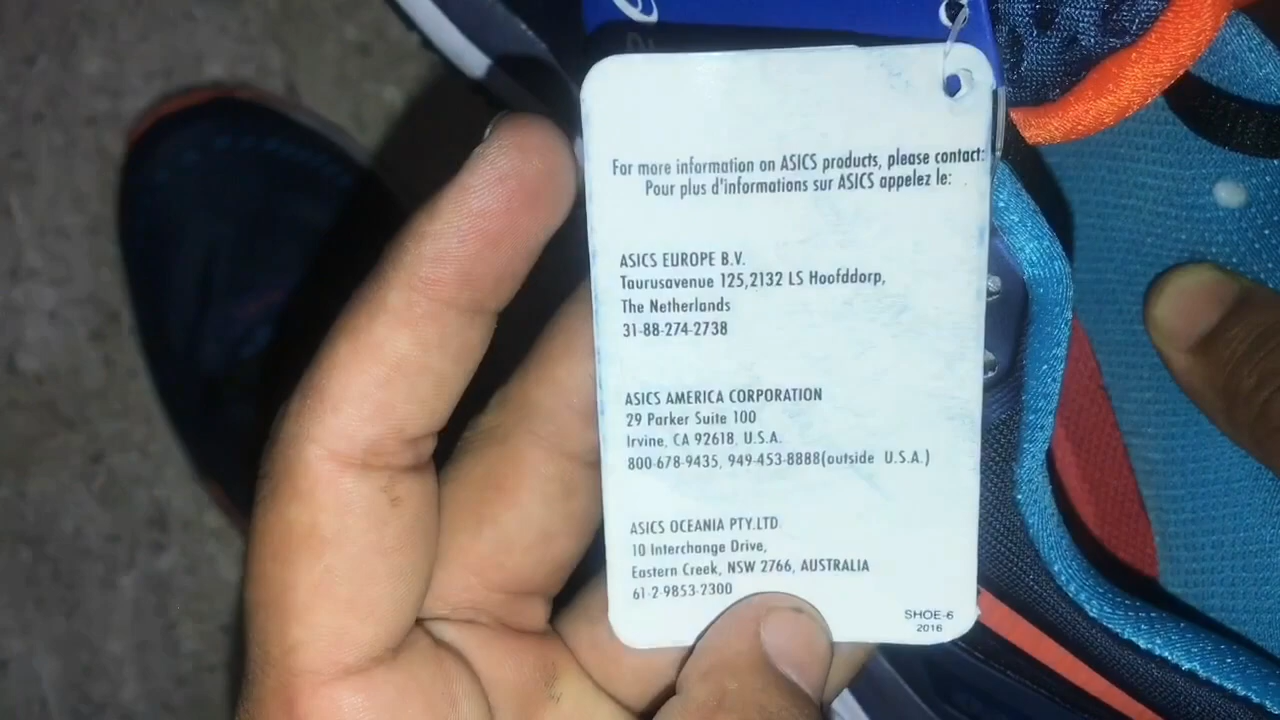 For more information on ASICS products, please contact:
Pour plus d'informations sur ASICS appelez le:
ASICS EUROPE B.V.
Taurusavenue 125,2132 LS Hoofddorp,
The Netherlands
31-88-274-2738
ASICS AMERICA CORPORATION
29 Parker Suite 100
Irvine, CA 92618, U.S.A.
800-678-9435, 949-453-8888(outside U.S.A.)
ASICS OCEANIA PTY.LTD.
10 Interchange Drive,
Eastern Creek, NSW 2766, AUSTRALIA
61-2-9853-2300
SHOE-6
2016